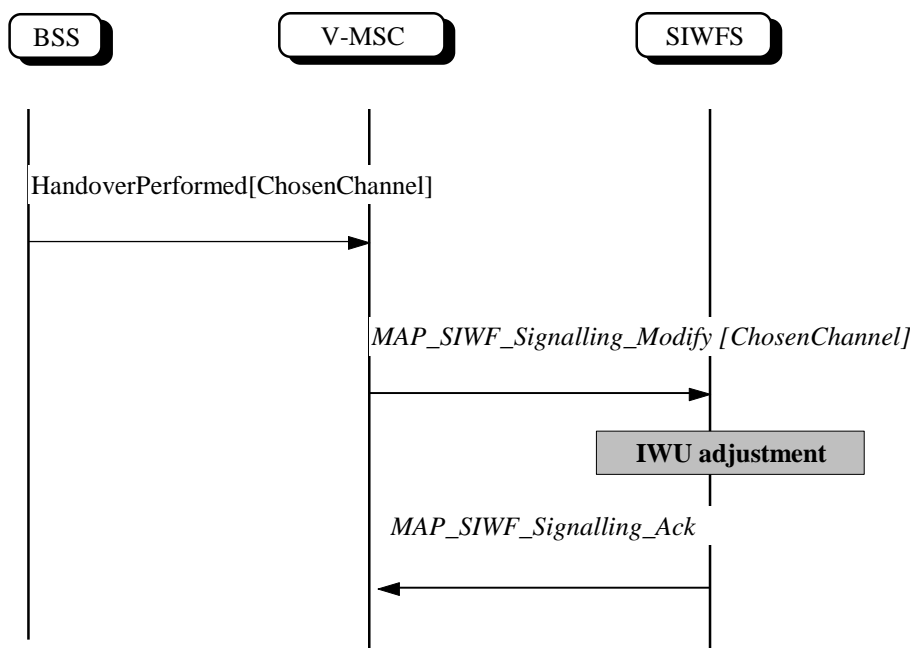 BSS
V-MSC
SIWFS
HandoverPerformed[ChosenChannel]
MAP_SIWF_Signalling_Modify [ChosenChannel]
IWU adjustment
MAP_SIWF_Signalling_Ack